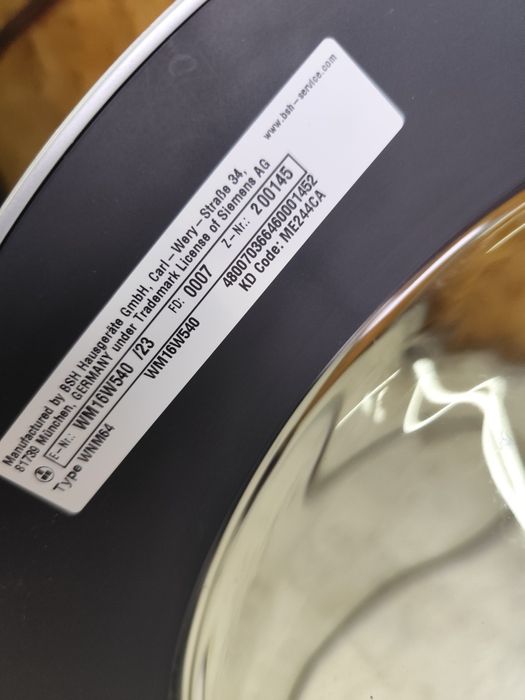 www.bsh-service.com
Manufactured by BSH Hausgeräte GmbH, Carl-Wery-Straße 34,
81739 München, GERMANY under Trademark License of Siemens AG
E-Nr.: WM16W540 /23 FD: 0007 Z-Nr.: 200145
Type WNM64 WM16W540 480070366460001452
KD Code: ME244CA